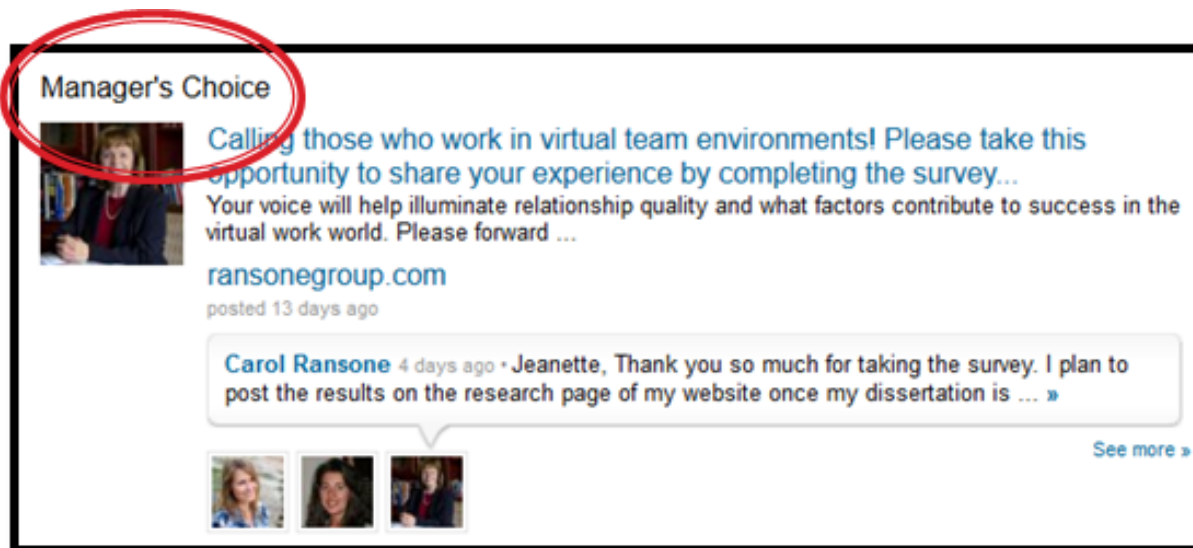 Manager's Choice
Calling those who work in virtual team environments! Please take this
opportunity to share your experience by completing the survey...
Your voice will help illuminate relationship quality and what factors contribute to success in the
virtual work world. Please forward ...
ransonegroup.com
posted 13 days ago
Carol Ransone 4 days ago • Jeanette, Thank you so much for taking the survey. I plan to
post the results on the research page of my website once my dissertation is ... »
See more »